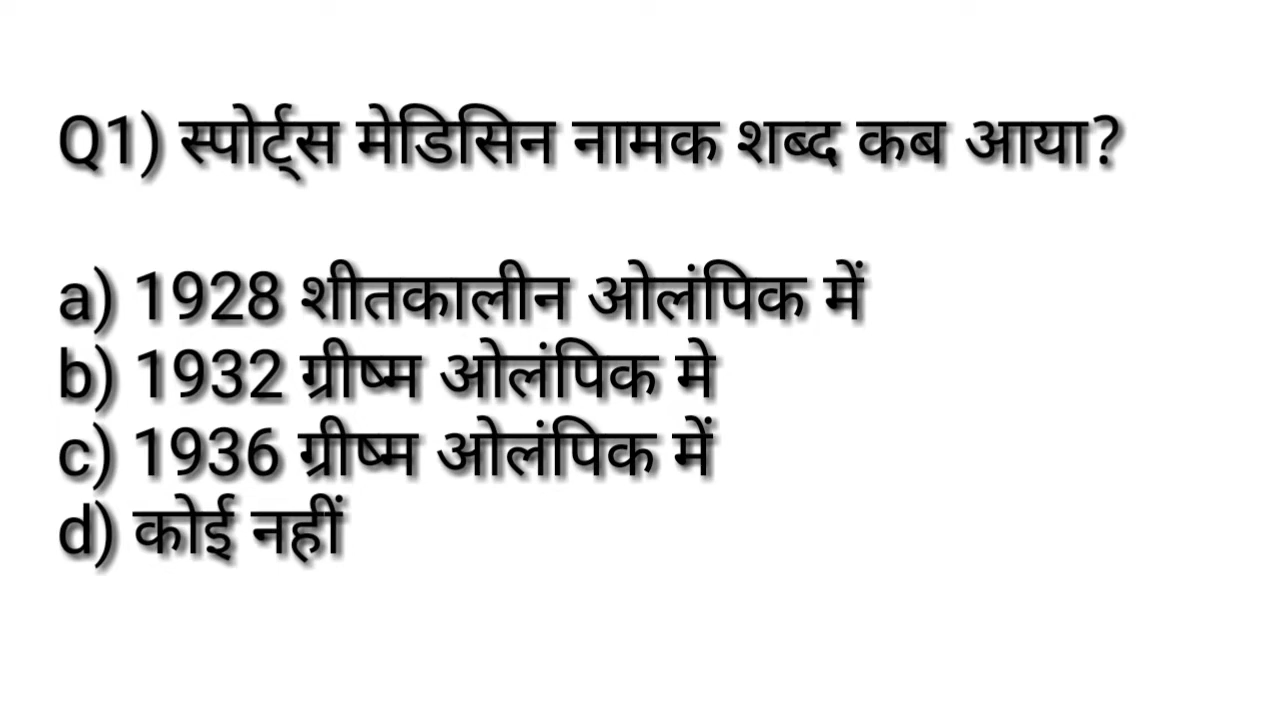 Q1) स्पोर्ट्स मेडिसिन नामक शब्द कब आया?
a) 1928 शीतकालीन ओलंपिक में
b) 1932 ग्रीष्म ओलंपिक मे
c) 1936 ग्रीष्म ओलंपिक में
d) कोई नहीं